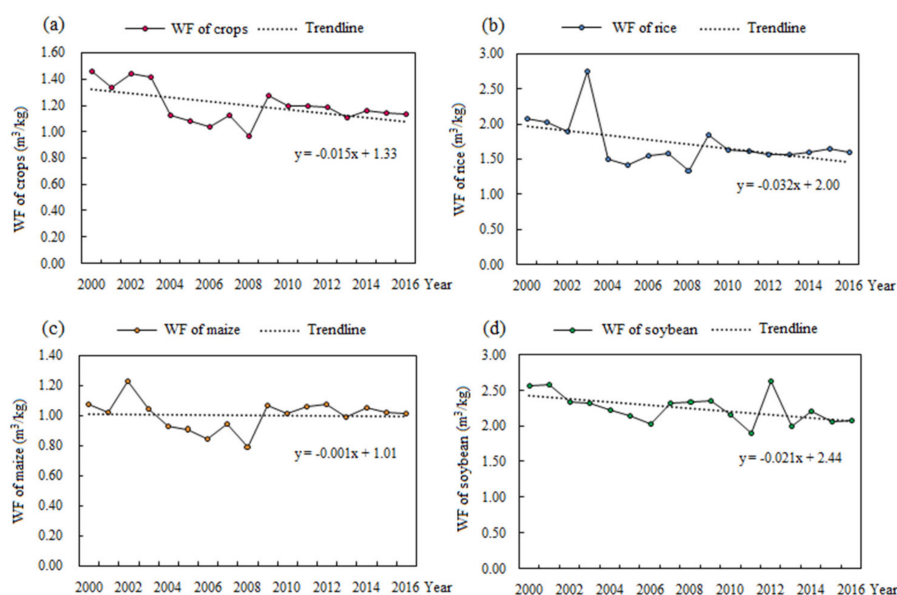 (a)
WF of crops Trendline
WF of crops (m³/kg)
1.60
1.40
1.20
1.00
0.80
0.60
0.40
0.20
0.00
y = -0.015x + 1.33
2000 2002 2004 2006 2008 2010 2012 2014 2016 Year
(b)
WF of rice Trendline
WF of rice (m³/kg)
3.00
2.50
2.00
1.50
1.00
0.50
0.00
y = -0.032x + 2.00
2000 2002 2004 2006 2008 2010 2012 2014 2016 Year
(c)
WF of maize Trendline
WF of maize (m³/kg)
1.40
1.20
1.00
0.80
0.60
0.40
0.20
0.00
y = -0.001x + 1.01
2000 2002 2004 2006 2008 2010 2012 2014 2016 Year
(d)
WF of soybean Trendline
WF of soybean (m³/kg)
3.00
2.50
2.00
1.50
1.00
0.50
0.00
y = -0.021x + 2.44
2000 2002 2004 2006 2008 2010 2012 2014 2016 Year